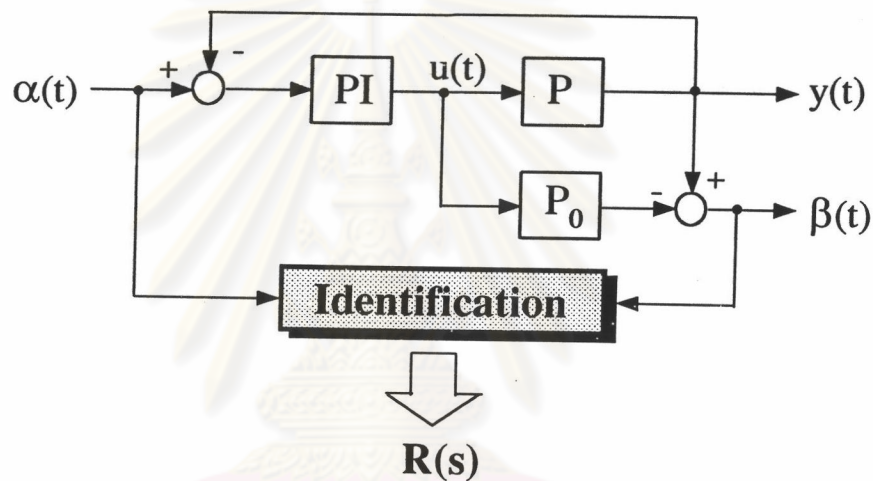 -
α(t) + PI u(t) P y(t)
P₀ - + β(t)
Identification
R(s)